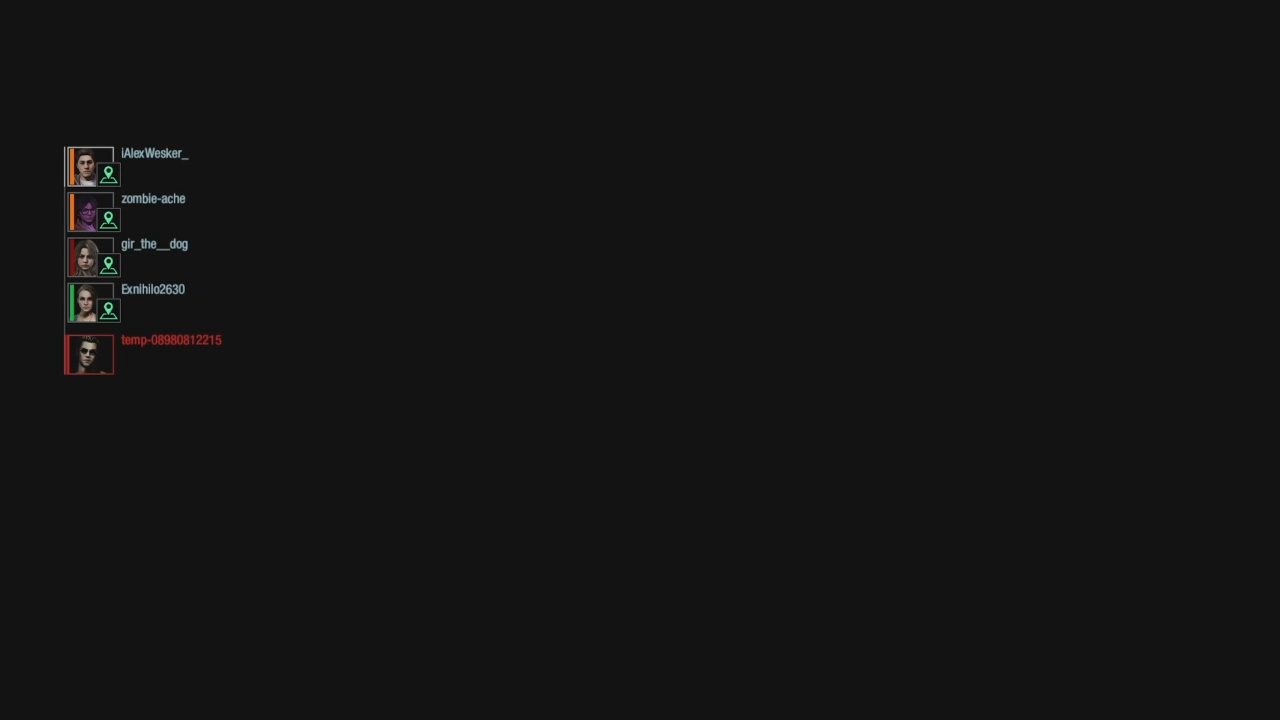 iAlexWesker_
zombie-ache
gir_the__dog
Exnihilo2630
temp-08980812215